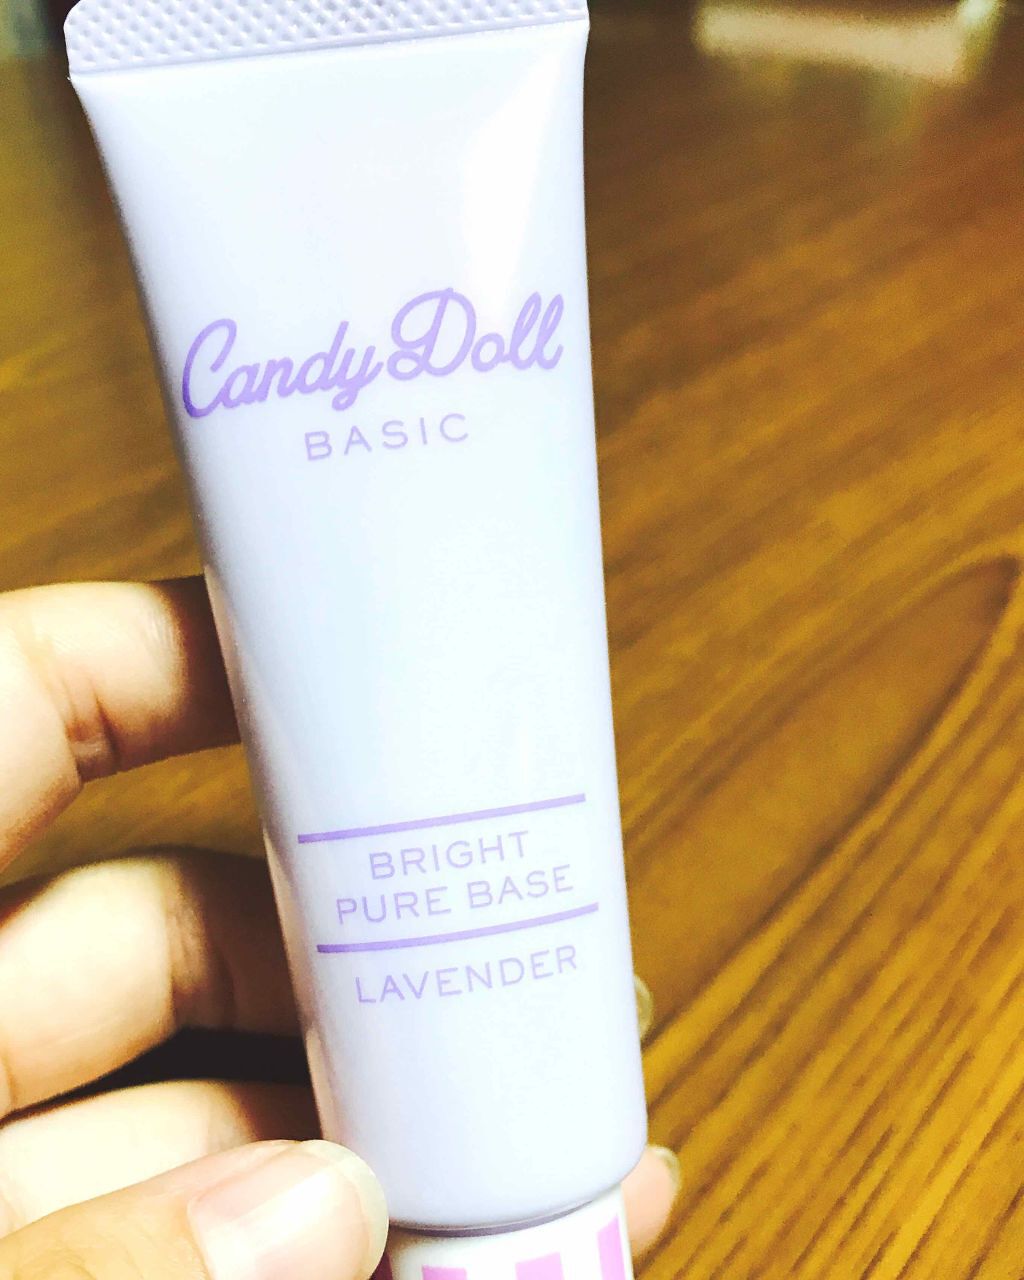 Candy Doll
BASIC
BRIGHT
PURE BASE
LAVENDER